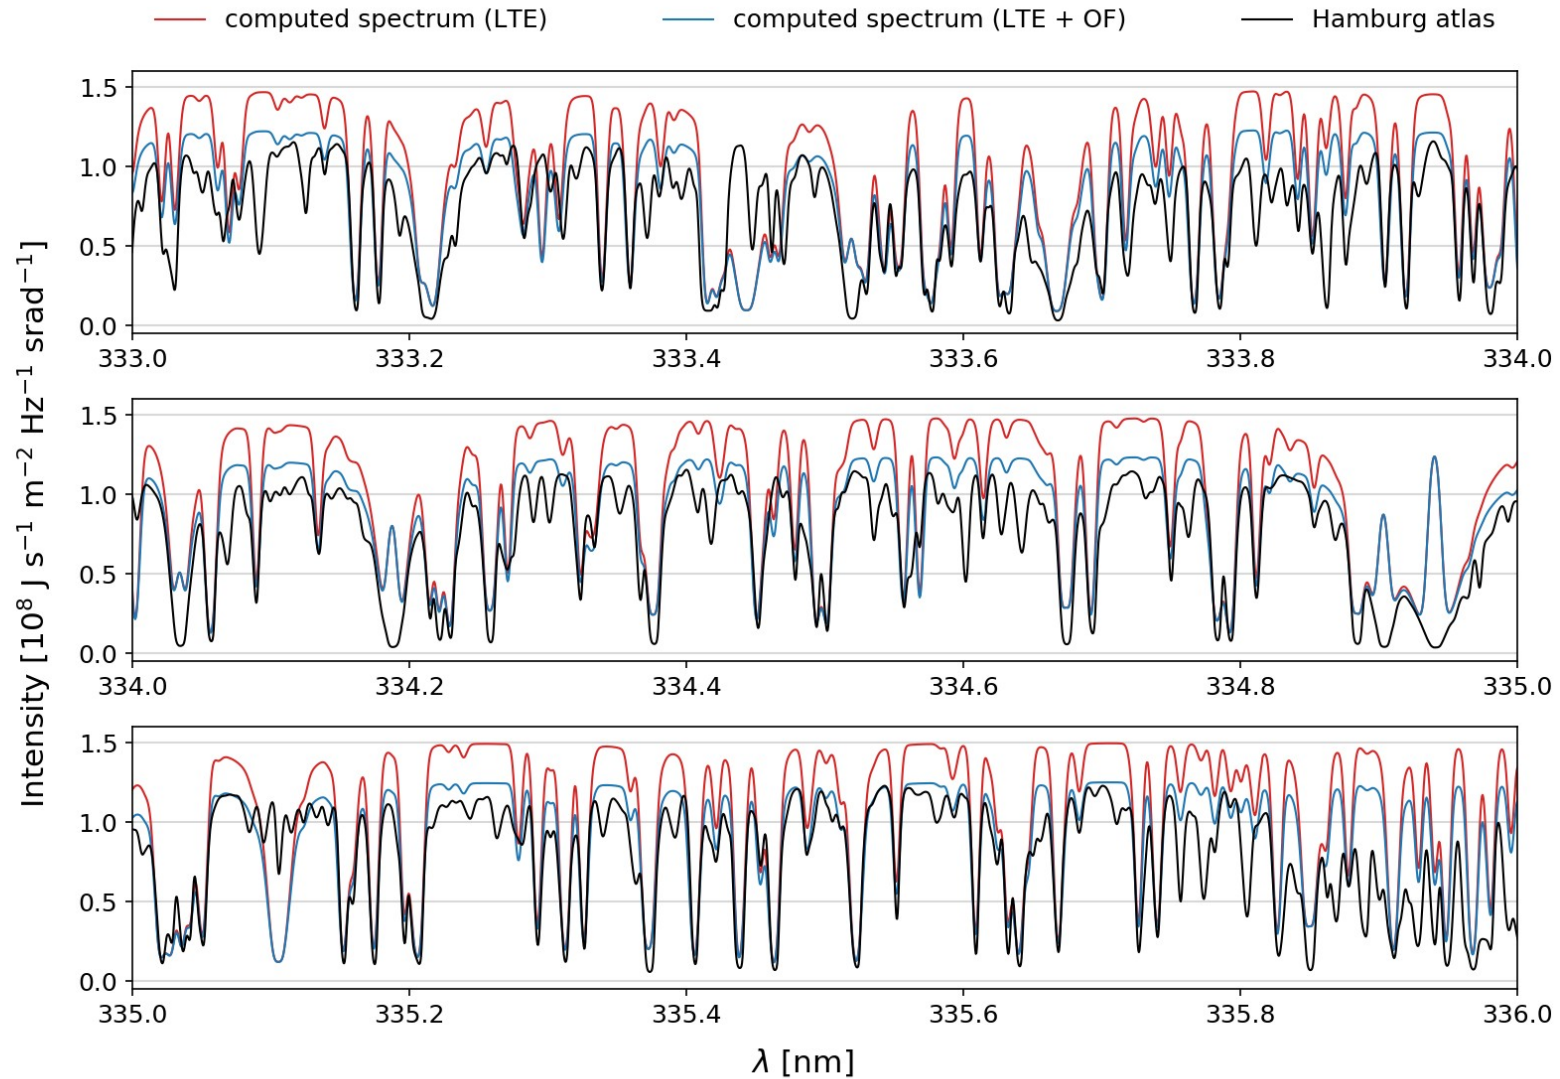 computed spectrum (LTE) computed spectrum (LTE + OF) Hamburg atlas
Intensity [10⁸ J s⁻¹ m⁻² Hz⁻¹ srad⁻¹]
1.5
1.0
0.5
0.0
333.0 333.2 333.4 333.6 333.8 334.0
1.5
1.0
0.5
0.0
334.0 334.2 334.4 334.6 334.8 335.0
1.5
1.0
0.5
0.0
335.0 335.2 335.4 335.6 335.8 336.0
λ [nm]